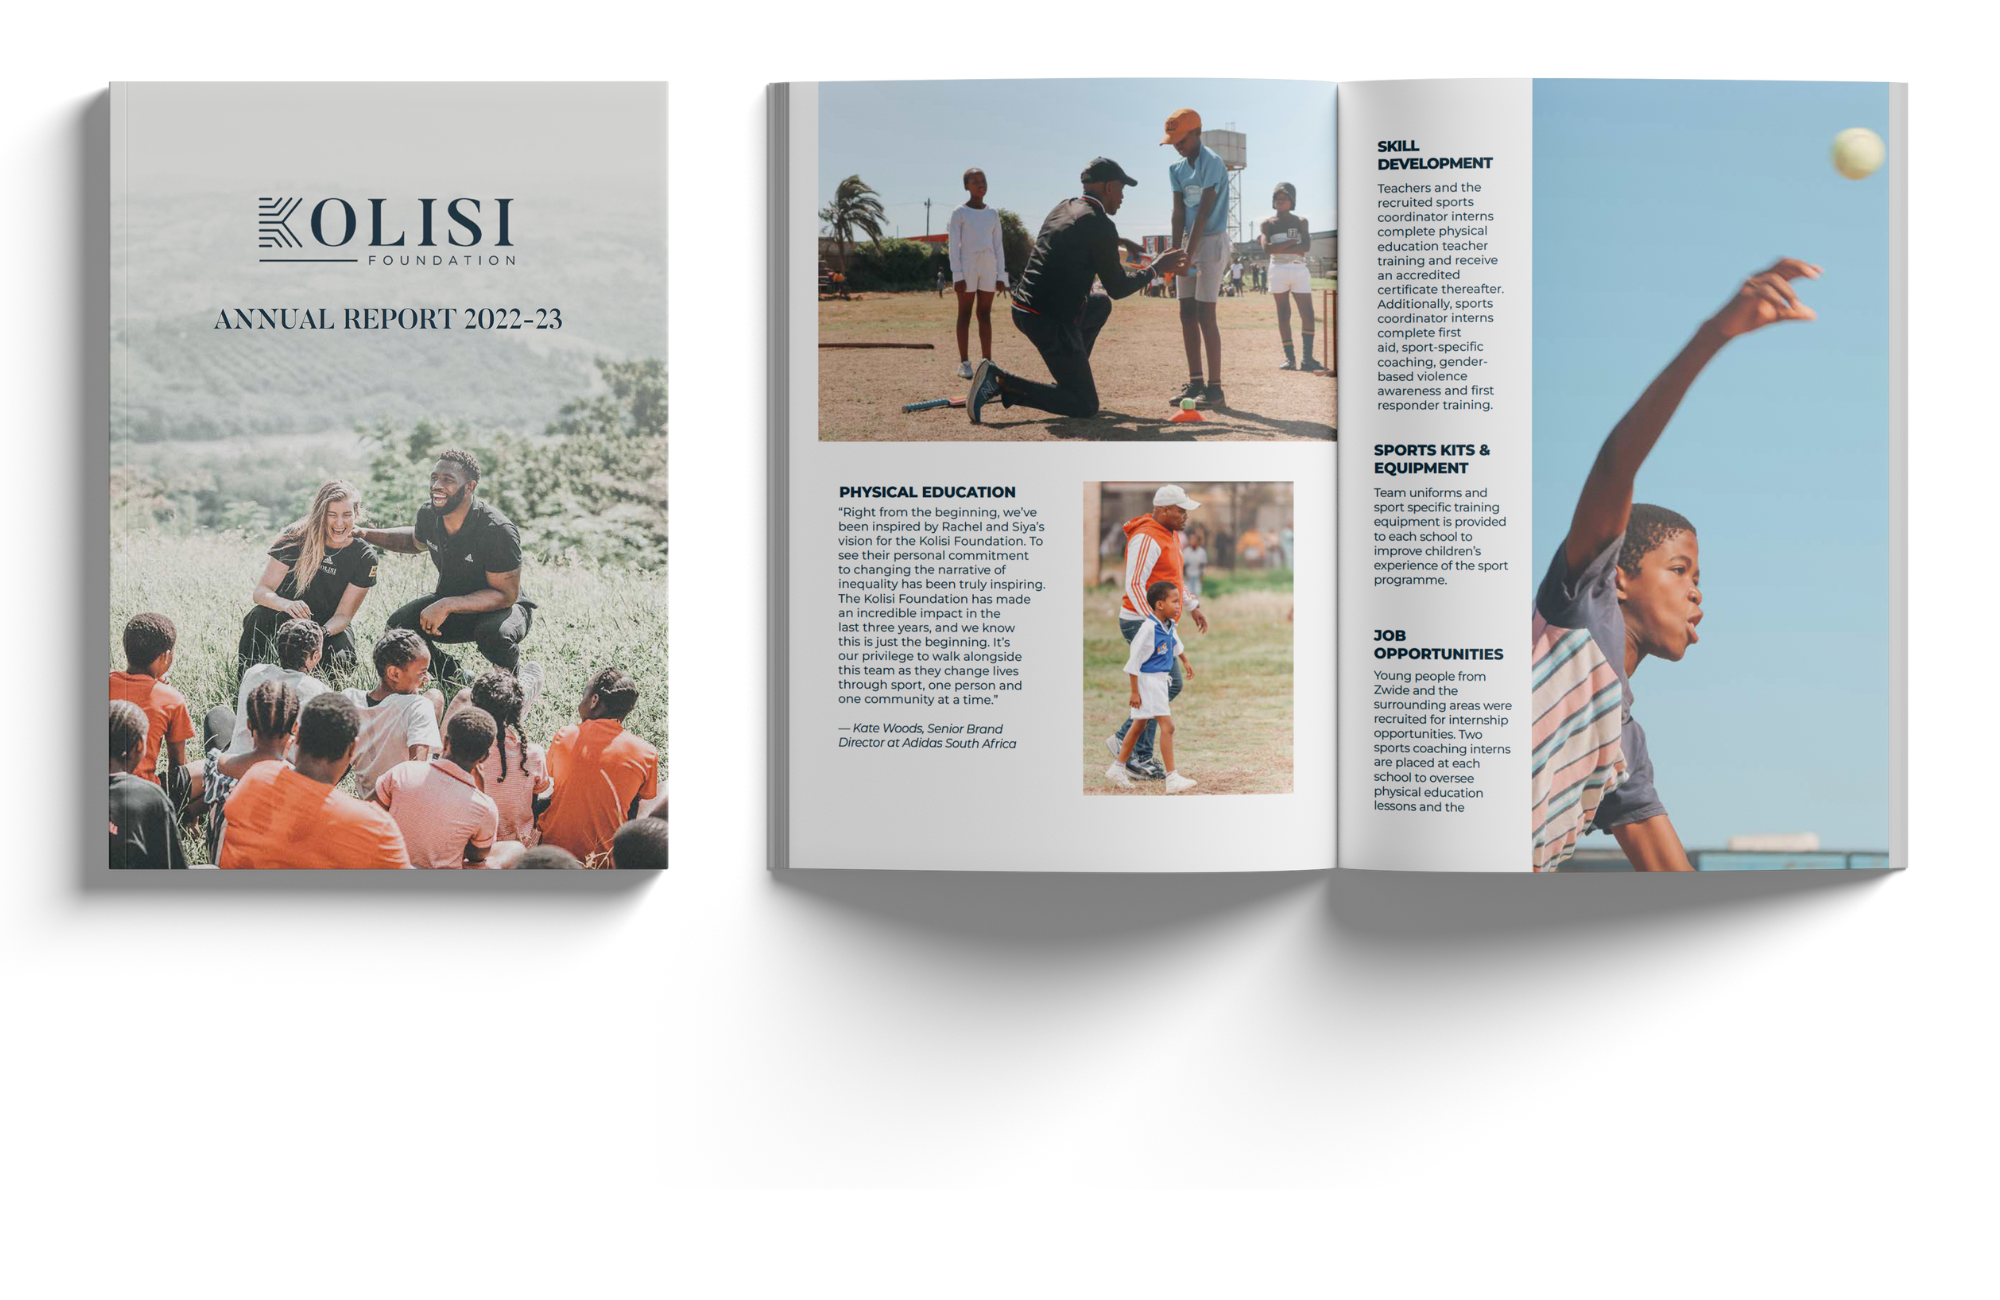 KOLISI
FOUNDATION
ANNUAL REPORT 2022-23
PHYSICAL EDUCATION
“Right from the beginning, we’ve
been inspired by Rachel and Siya’s
vision for the Kolisi Foundation. To
see their personal commitment
to changing the narrative of
inequality has been truly inspiring.
The Kolisi Foundation has made
an incredible impact in the
last three years, and we know
this is just the beginning. It’s
our privilege to walk alongside
this team as they change lives
through sport, one person and
one community at a time.”
— Kate Woods, Senior Brand
Director at Adidas South Africa
SKILL
DEVELOPMENT
Teachers and the
recruited sports
coordinator interns
complete physical
education teacher
training and receive
an accredited
certificate thereafter.
Additionally, sports
coordinator interns
complete first
aid, sport-specific
coaching, gender-
based violence
awareness and first
responder training.
SPORTS KITS &
EQUIPMENT
Team uniforms and
sport specific training
equipment is provided
to each school to
improve children’s
experience of the sport
programme.
JOB
OPPORTUNITIES
Young people from
Zwide and the
surrounding areas were
recruited for internship
opportunities. Two
sports coaching interns
are placed at each
school to oversee
physical education
lessons and the